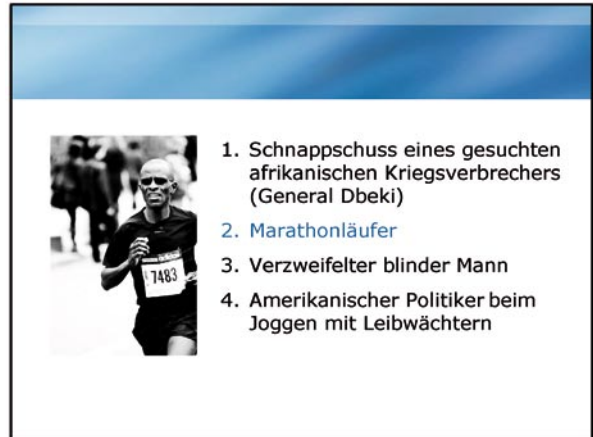 1. Schnappschuss eines gesuchten
afrikanischen Kriegsverbrechers
(General Dbeki)
2. Marathonläufer
7483
3. Verzweifelter blinder Mann
4. Amerikanischer Politiker beim
Joggen mit Leibwächtern